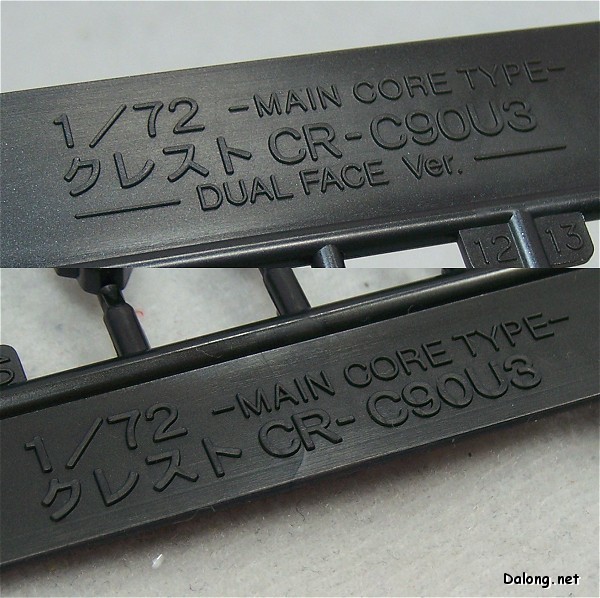 1/72 -MAIN CORE TYPE-
クレスト CR-C90U3
DUAL FACE Ver.
12 13
1/72 -MAIN CORE TYPE-
クレスト CR-C90U3
Dalong.net